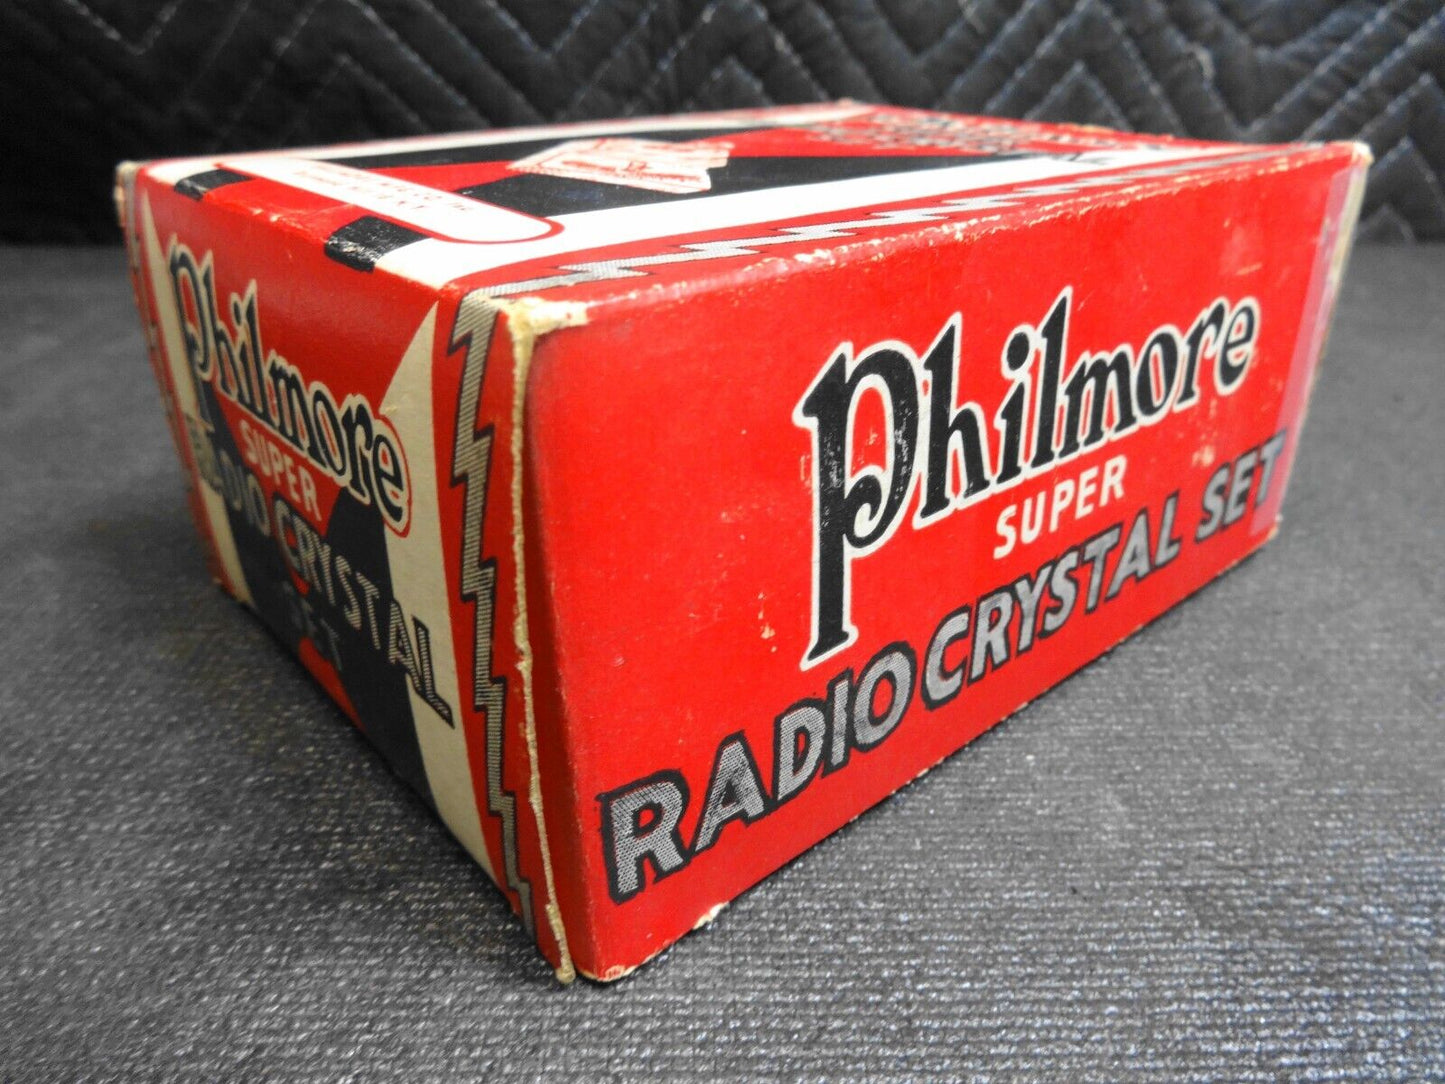 Philmore
SUPER
RADIO CRYSTAL
SET
Philmore
SUPER
RADIO CRYSTAL SET